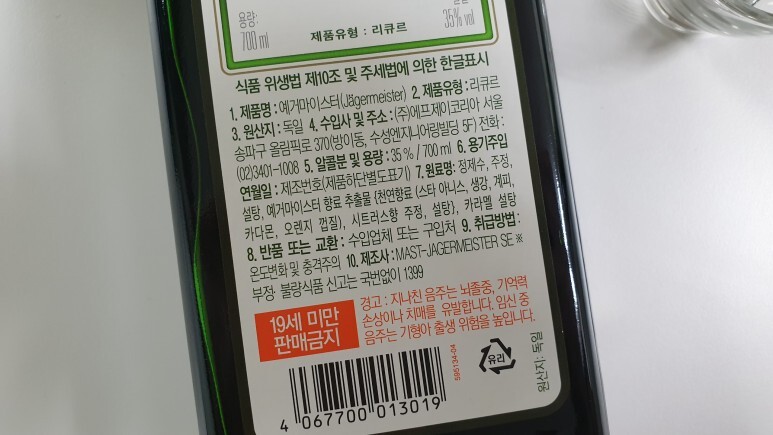 용량:
700 ml
35% vol
제품유형 : 리큐르
식품 위생법 제10조 및 주세법에 의한 한글표시
1. 제품명 : 예거마이스터(Jägermeister) 2. 제품유형 : 리큐르
3. 원산지 : 독일 4. 수입사 및 주소 : (주)에프제이코리아 서울
송파구 올림픽로 370(방이동, 수성엔지니어링빌딩 5F) 전화 :
(02)3401-1008 5. 알콜분 및 용량 : 35 % / 700 ml 6. 용기주입
연월일 : 제조번호(제품하단별도표기) 7. 원료명: 정제수, 주정,
설탕, 예거마이스터 향료 추출물 {천연향료 (스타 아니스, 생강, 계피,
카다몬, 오렌지 껍질), 시트러스향 주정, 설탕}, 카라멜 설탕
8. 반품 또는 교환 : 수입업체 또는 구입처 9. 취급방법 :
온도변화 및 충격주의 10. 제조사 : MAST-JAGERMEISTER SE ※
부정·불량식품 신고는 국번없이 1399
19세 미만
판매금지
경고 : 지나친 음주는 뇌졸중, 기억력
손상이나 치매를 유발합니다. 임신 중
음주는 기형아 출생 위험을 높입니다.
595134-04
유리
원산지: 독일
4 067700 013019